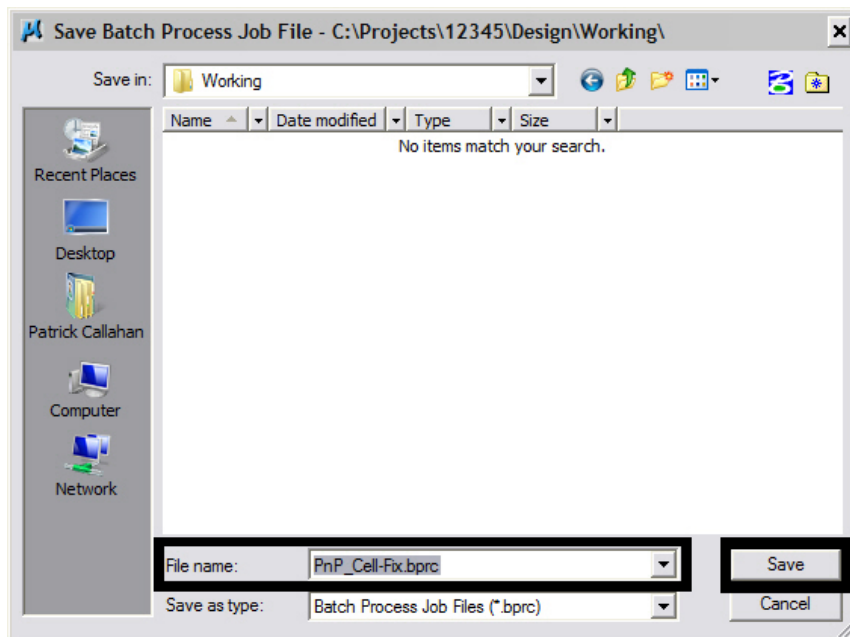 Save Batch Process Job File - C:\Projects\12345\Design\Working\
Save in: Working
Name Date modified Type Size
No items match your search.
Recent Places
Desktop
Patrick Callahan
Computer
Network
File name: PnP_Cell-Fix.bprc Save
Save as type: Batch Process Job Files (*.bprc) Cancel